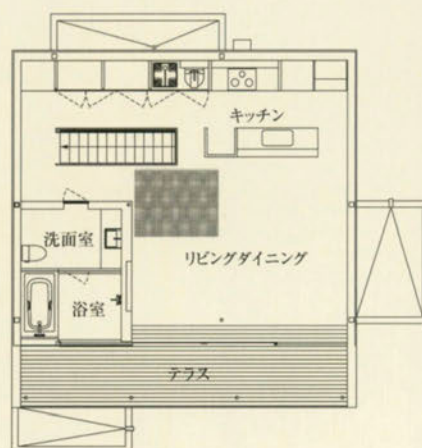 キッチン
洗面室
リビングダイニング
浴室
テラス